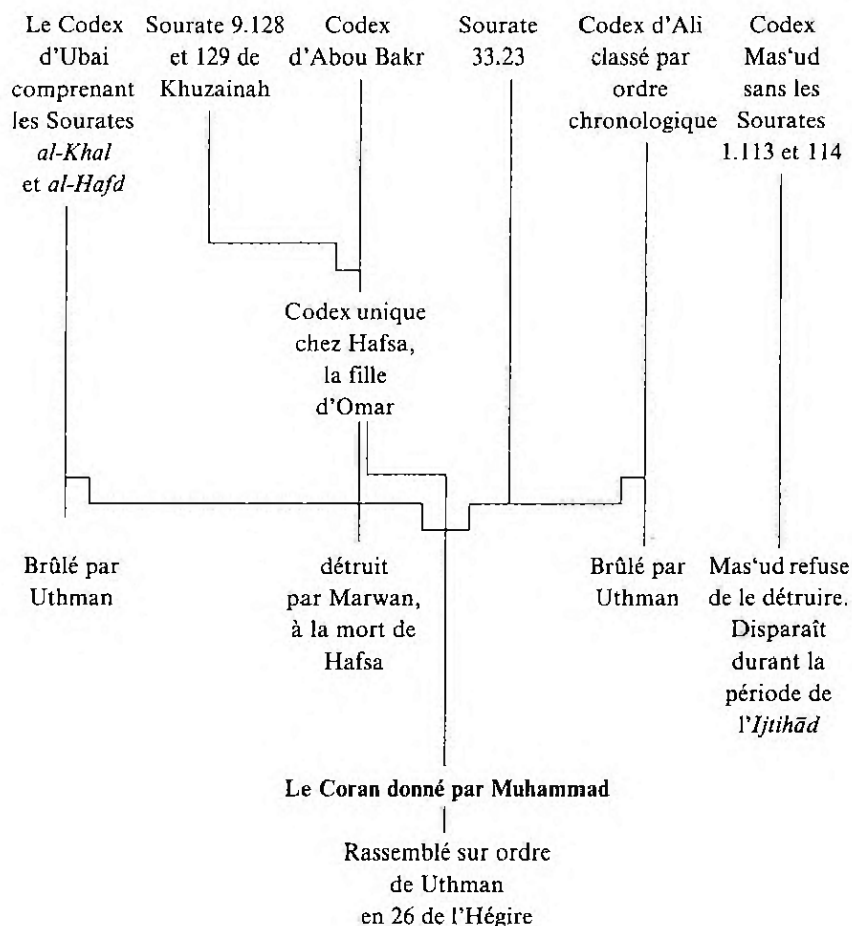 Le Codex
d'Ubai
comprenant
les Sourates
al-Khal
et al-Hafd
Sourate 9.128
et 129 de
Khuzainah
Codex
d'Abou Bakr
Sourate
33.23
Codex d'Ali
classé par
ordre
chronologique
Codex
Mas‘ud
sans les
Sourates
1.113 et 114
Codex unique
chez Hafsa,
la fille
d'Omar
Brûlé par
Uthman
détruit
par Marwan,
à la mort de
Hafsa
Brûlé par
Uthman
Mas‘ud refuse
de le détruire.
Disparaît
durant la
période de
l'Ijtihād
Le Coran donné par Muhammad
Rassemblé sur ordre
de Uthman
en 26 de l'Hégire